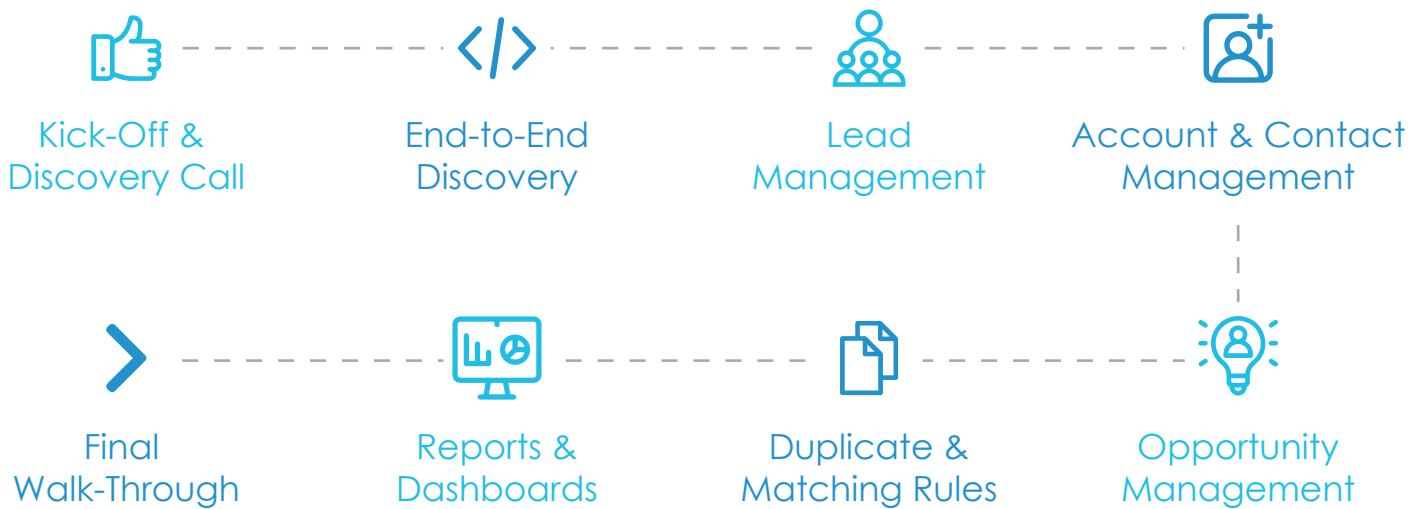 Kick-Off &
Discovery Call
End-to-End
Discovery
Lead
Management
Account & Contact
Management
Final
Walk-Through
Reports &
Dashboards
Duplicate &
Matching Rules
Opportunity
Management